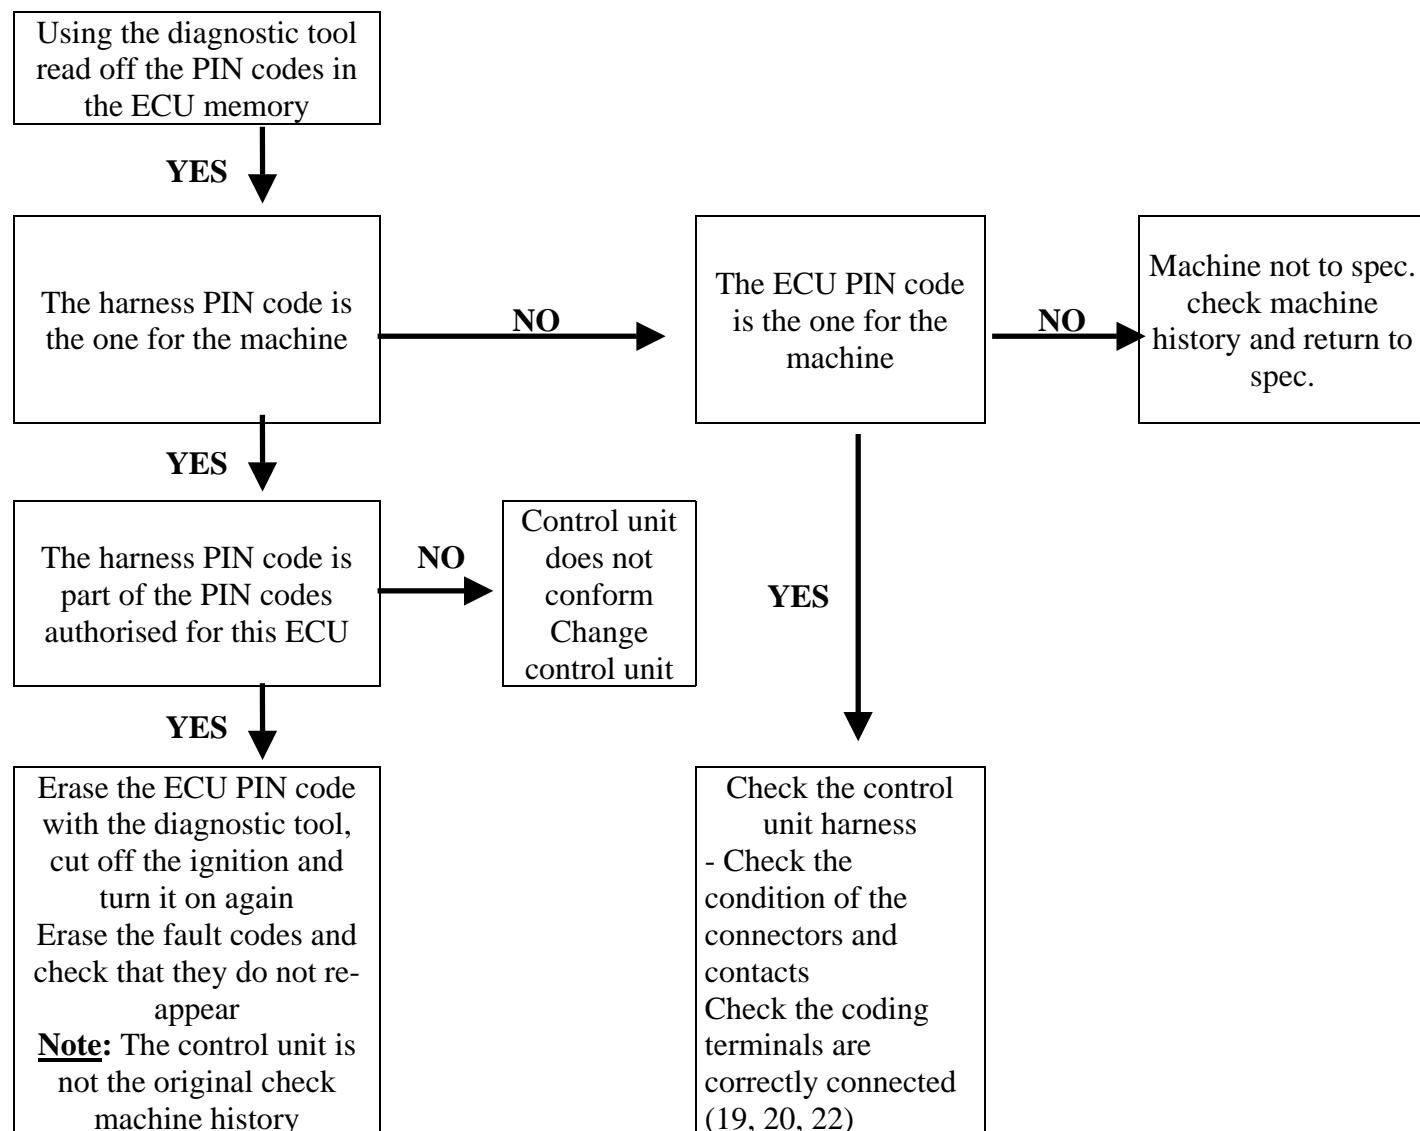 Using the diagnostic tool
read off the PIN codes in
the ECU memory
YES
The harness PIN code is
the one for the machine
NO
The ECU PIN code
is the one for the
machine
NO
Machine not to spec.
check machine
history and return to
spec.
YES
The harness PIN code is
part of the PIN codes
authorised for this ECU
NO
Control unit
does not
conform
Change
control unit
YES
YES
Erase the ECU PIN code
with the diagnostic tool,
cut off the ignition and
turn it on again
Erase the fault codes and
check that they do not re-
appear
Note: The control unit is
not the original check
machine history
Check the control
unit harness
- Check the
condition of the
connectors and
contacts
Check the coding
terminals are
correctly connected
(19, 20, 22)